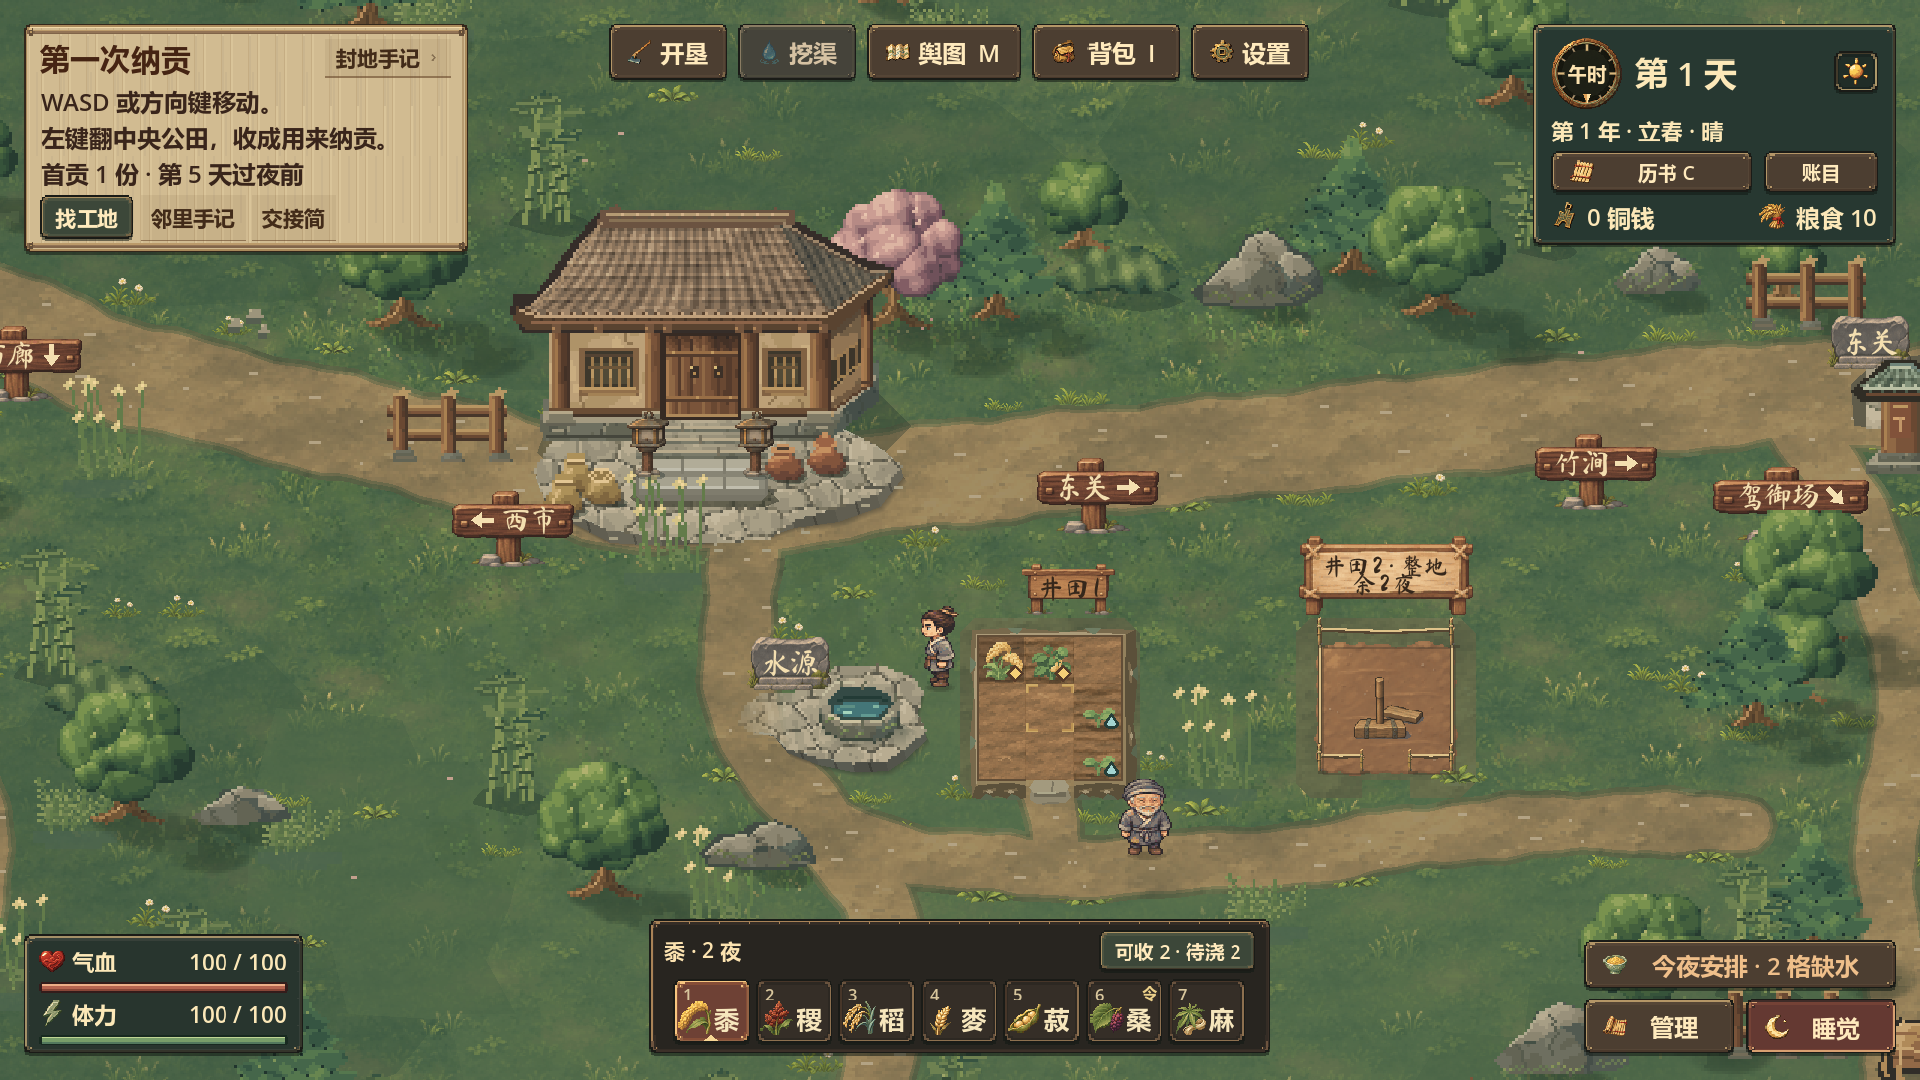 第一次纳贡
封地手记 ›
WASD 或方向键移动。
左键翻中央公田，收成用来纳贡。
首贡 1 份 · 第 5 天过夜前
找工地 邻里手记 交接简
开垦
挖渠
舆图 M
背包 I
设置
午时
第 1 天
第 1 年 · 立春 · 晴
历书 C
账目
0 铜钱
粮食 10
廊 ↓
东关
← 西市
东关 →
竹涧 →
驾御场 ↘
井田 1
井田 2 · 整地
余 2 夜
水源
气血 100 / 100
体力 100 / 100
黍 · 2 夜
可收 2 · 待浇 2
1 黍
2 稷
3 稻
4 麥
5 菽
6 令 桑
7 麻
今夜安排 · 2 格缺水
管理
睡觉